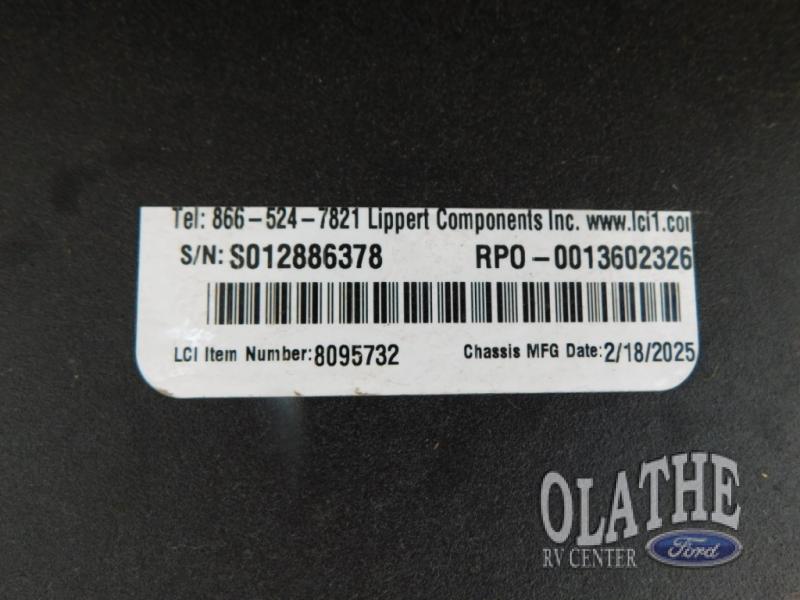 Tel: 866-524-7821 Lippert Components Inc. www.lci1.com
S/N: S012886378 RPO-0013602326
LCI Item Number: 8095732 Chassis MFG Date: 2/18/2025
OLATHE
RV CENTER Ford